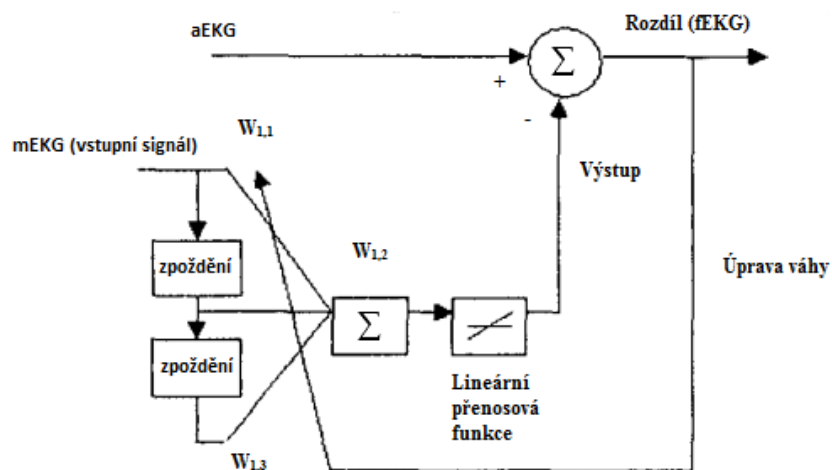 Rozdíl (fEKG)
aEKG
Σ
+
-
W1,1
mEKG (vstupní signál)
Výstup
W1,2
zpoždění
Úprava váhy
Σ
zpoždění
Lineární
přenosová
funkce
W1,3